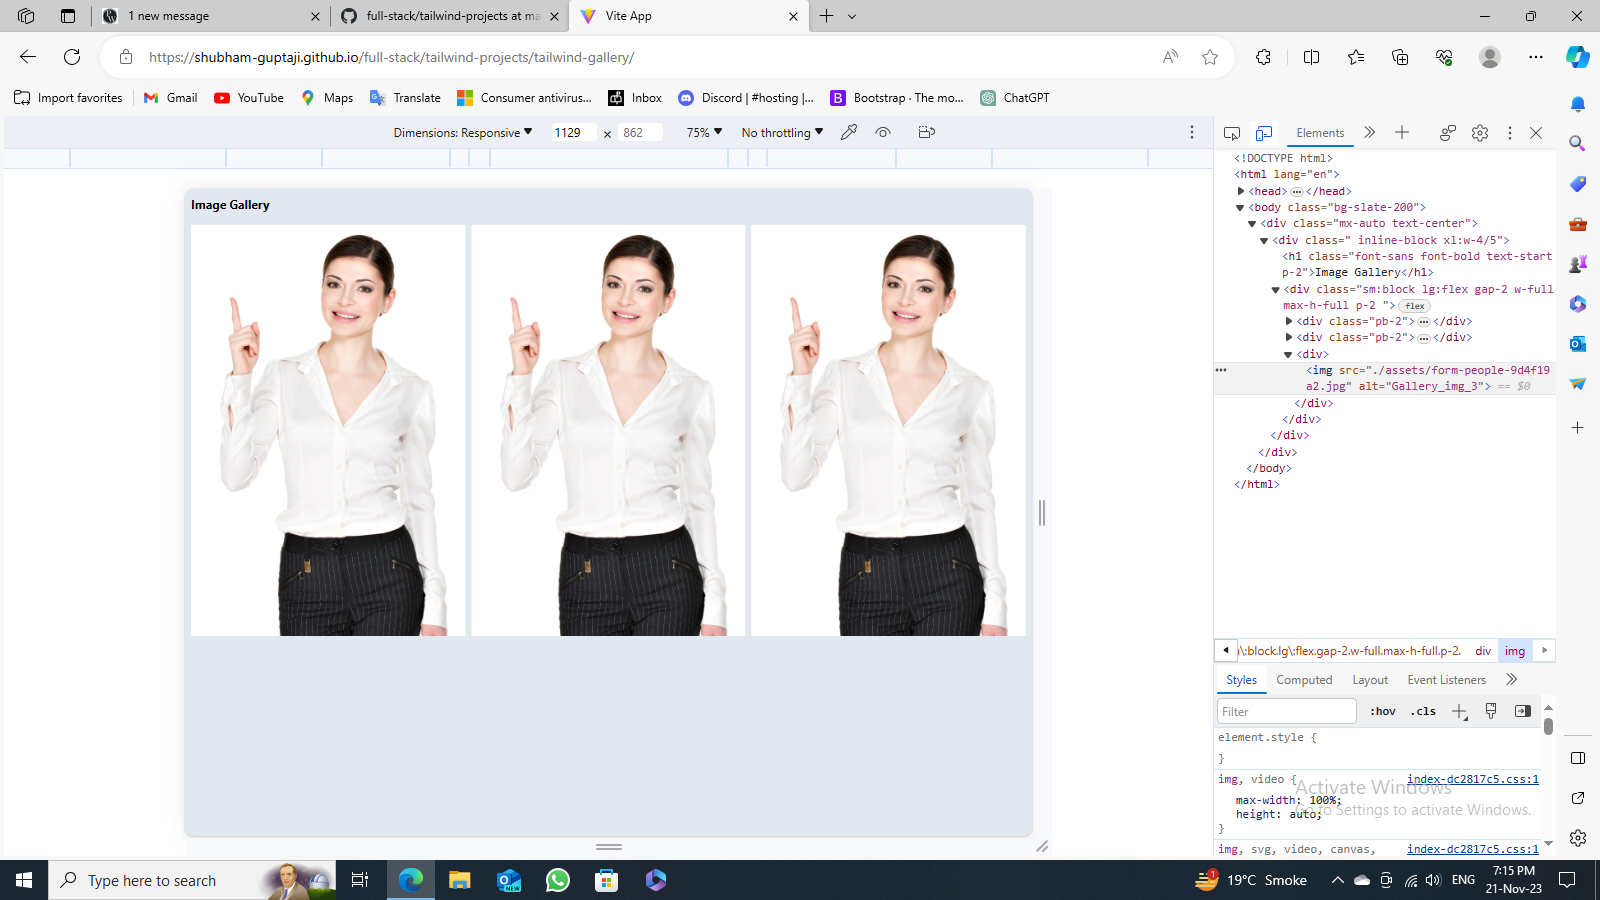 1 new message
full-stack/tailwind-projects at ma
Vite App
https://shubham-guptaji.github.io/full-stack/tailwind-projects/tailwind-gallery/
Import favorites
Gmail
YouTube
Maps
Translate
Consumer antivirus...
Inbox
Discord | #hosting |...
Bootstrap · The mo...
ChatGPT
Dimensions: Responsive
1129
x
862
75%
No throttling
Elements
<!DOCTYPE html>
<html lang="en">
<head> ••• </head>
<body class="bg-slate-200">
<div class="mx-auto text-center">
<div class=" inline-block xl:w-4/5">
<h1 class="font-sans font-bold text-start
p-2">Image Gallery</h1>
<div class="sm:block lg:flex gap-2 w-full
max-h-full p-2 "> flex
<div class="pb-2"> ••• </div>
<div class="pb-2"> ••• </div>
<div>
<img src="./assets/form-people-9d4f19
a2.jpg" alt="Gallery_img_3"> == $0
</div>
</div>
</div>
</div>
</body>
</html>
Image Gallery
\:block.lg\:flex.gap-2.w-full.max-h-full.p-2.
div
img
Styles
Computed
Layout
Event Listeners
Filter
:hov
.cls
element.style {
}
img, video {
index-dc2817c5.css:1
max-width: 100%;
height: auto;
}
img, svg, video, canvas,
index-dc2817c5.css:1
Activate Windows
Go to Settings to activate Windows.
Type here to search
NEW
1
19°C Smoke
ENG
7:15 PM
21-Nov-23